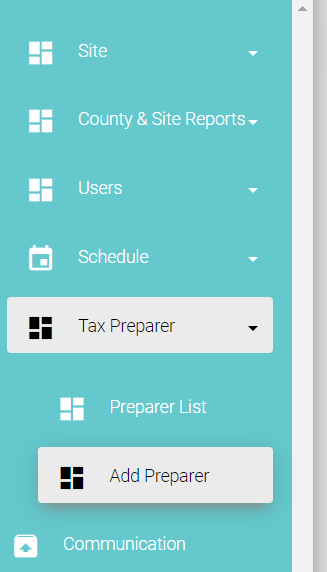 Site
County & Site Reports
Users
Schedule
Tax Preparer
Preparer List
Add Preparer
Communication